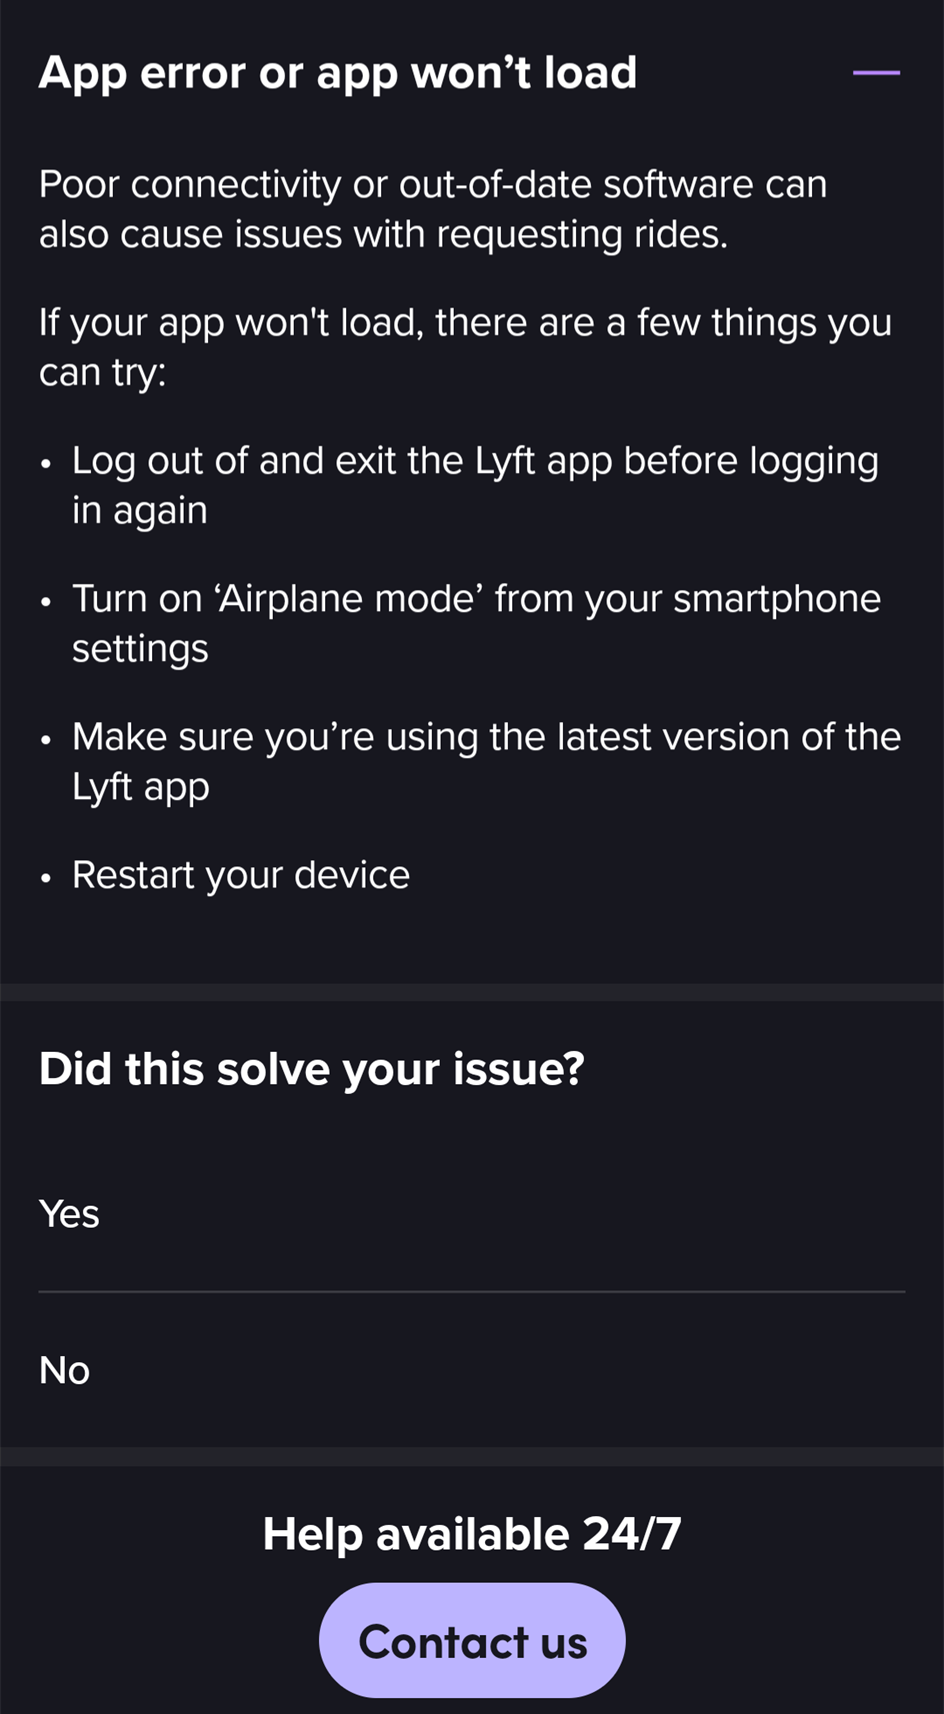 App error or app won’t load
Poor connectivity or out-of-date software can
also cause issues with requesting rides.
If your app won't load, there are a few things you
can try:
• Log out of and exit the Lyft app before logging
in again
• Turn on ‘Airplane mode’ from your smartphone
settings
• Make sure you’re using the latest version of the
Lyft app
• Restart your device
Did this solve your issue?
Yes
No
Help available 24/7
Contact us